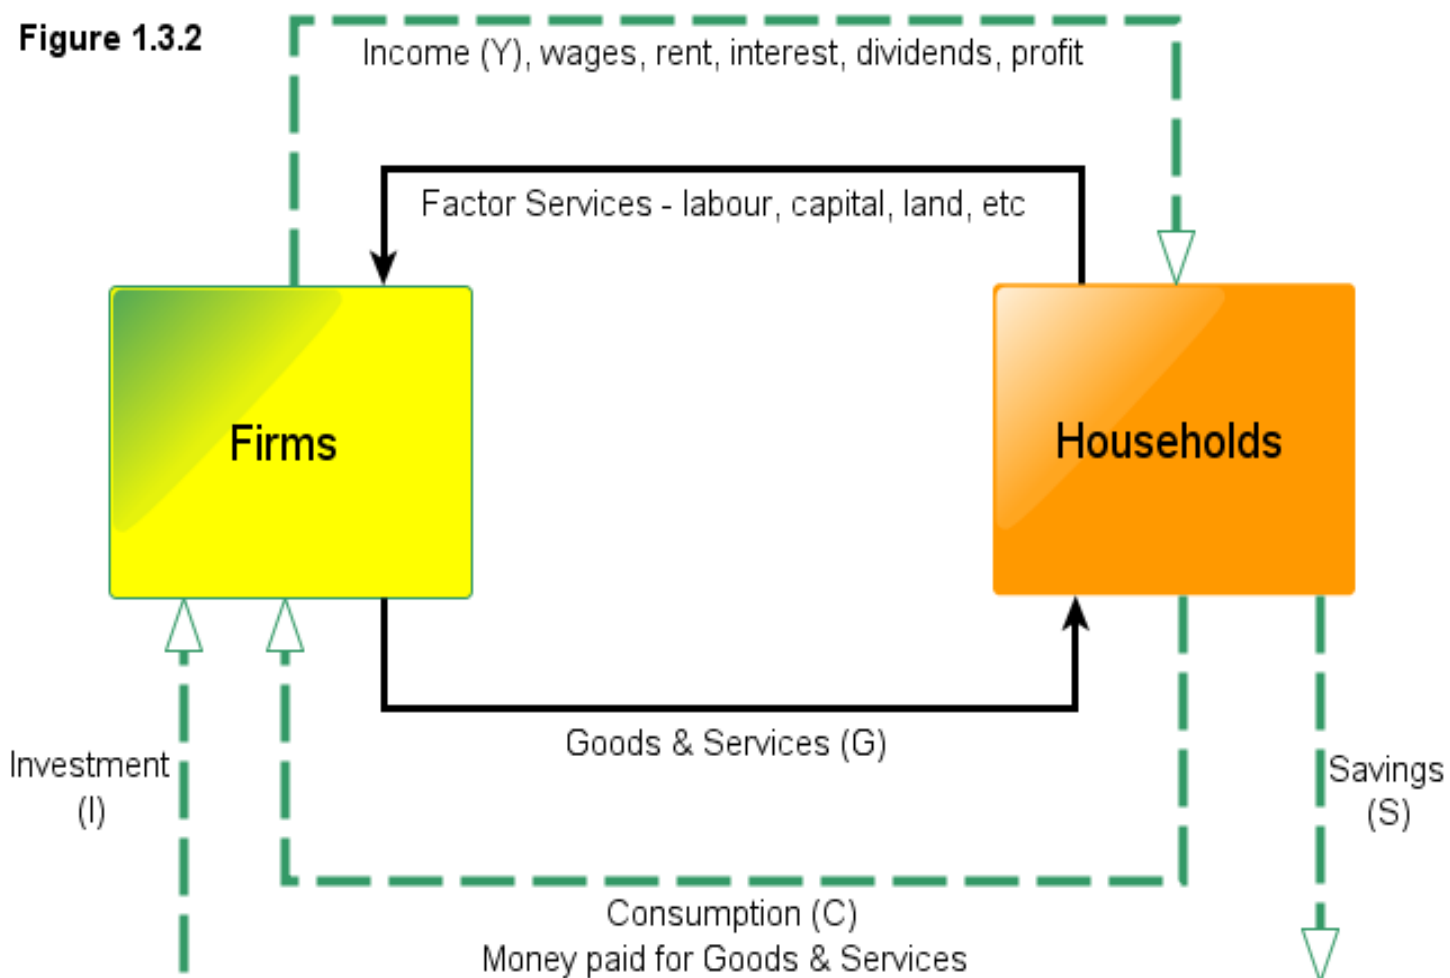 Figure 1.3.2
Income (Y), wages, rent, interest, dividends, profit
Factor Services - labour, capital, land, etc
Firms
Households
Goods & Services (G)
Investment
(I)
Savings
(S)
Consumption (C)
Money paid for Goods & Services